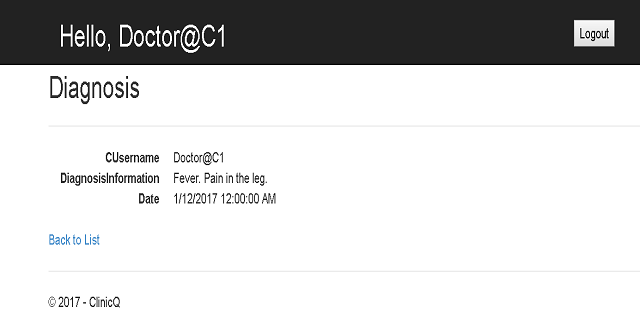 Hello, Doctor@C1
Logout
Diagnosis
CUsername Doctor@C1
DiagnosisInformation Fever. Pain in the leg.
Date 1/12/2017 12:00:00 AM
Back to List
© 2017 - ClinicQ